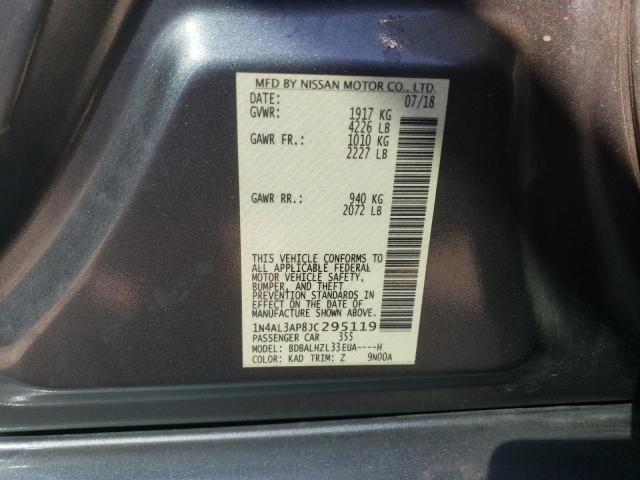 MFD BY NISSAN MOTOR CO., LTD.
DATE: 07/18
GVWR: 1917 KG
4226 LB
GAWR FR.: 1010 KG
2227 LB
GAWR RR.: 940 KG
2072 LB
THIS VEHICLE CONFORMS TO
ALL APPLICABLE FEDERAL
MOTOR VEHICLE SAFETY,
BUMPER, AND THEFT
PREVENTION STANDARDS IN
EFFECT ON THE DATE OF
MANUFACTURE SHOWN ABOVE.
1N4AL3AP8JC295119
PASSENGER CAR 355
MODEL: BDBALHZL33EUA----H
COLOR: KAD TRIM: Z 9N00A